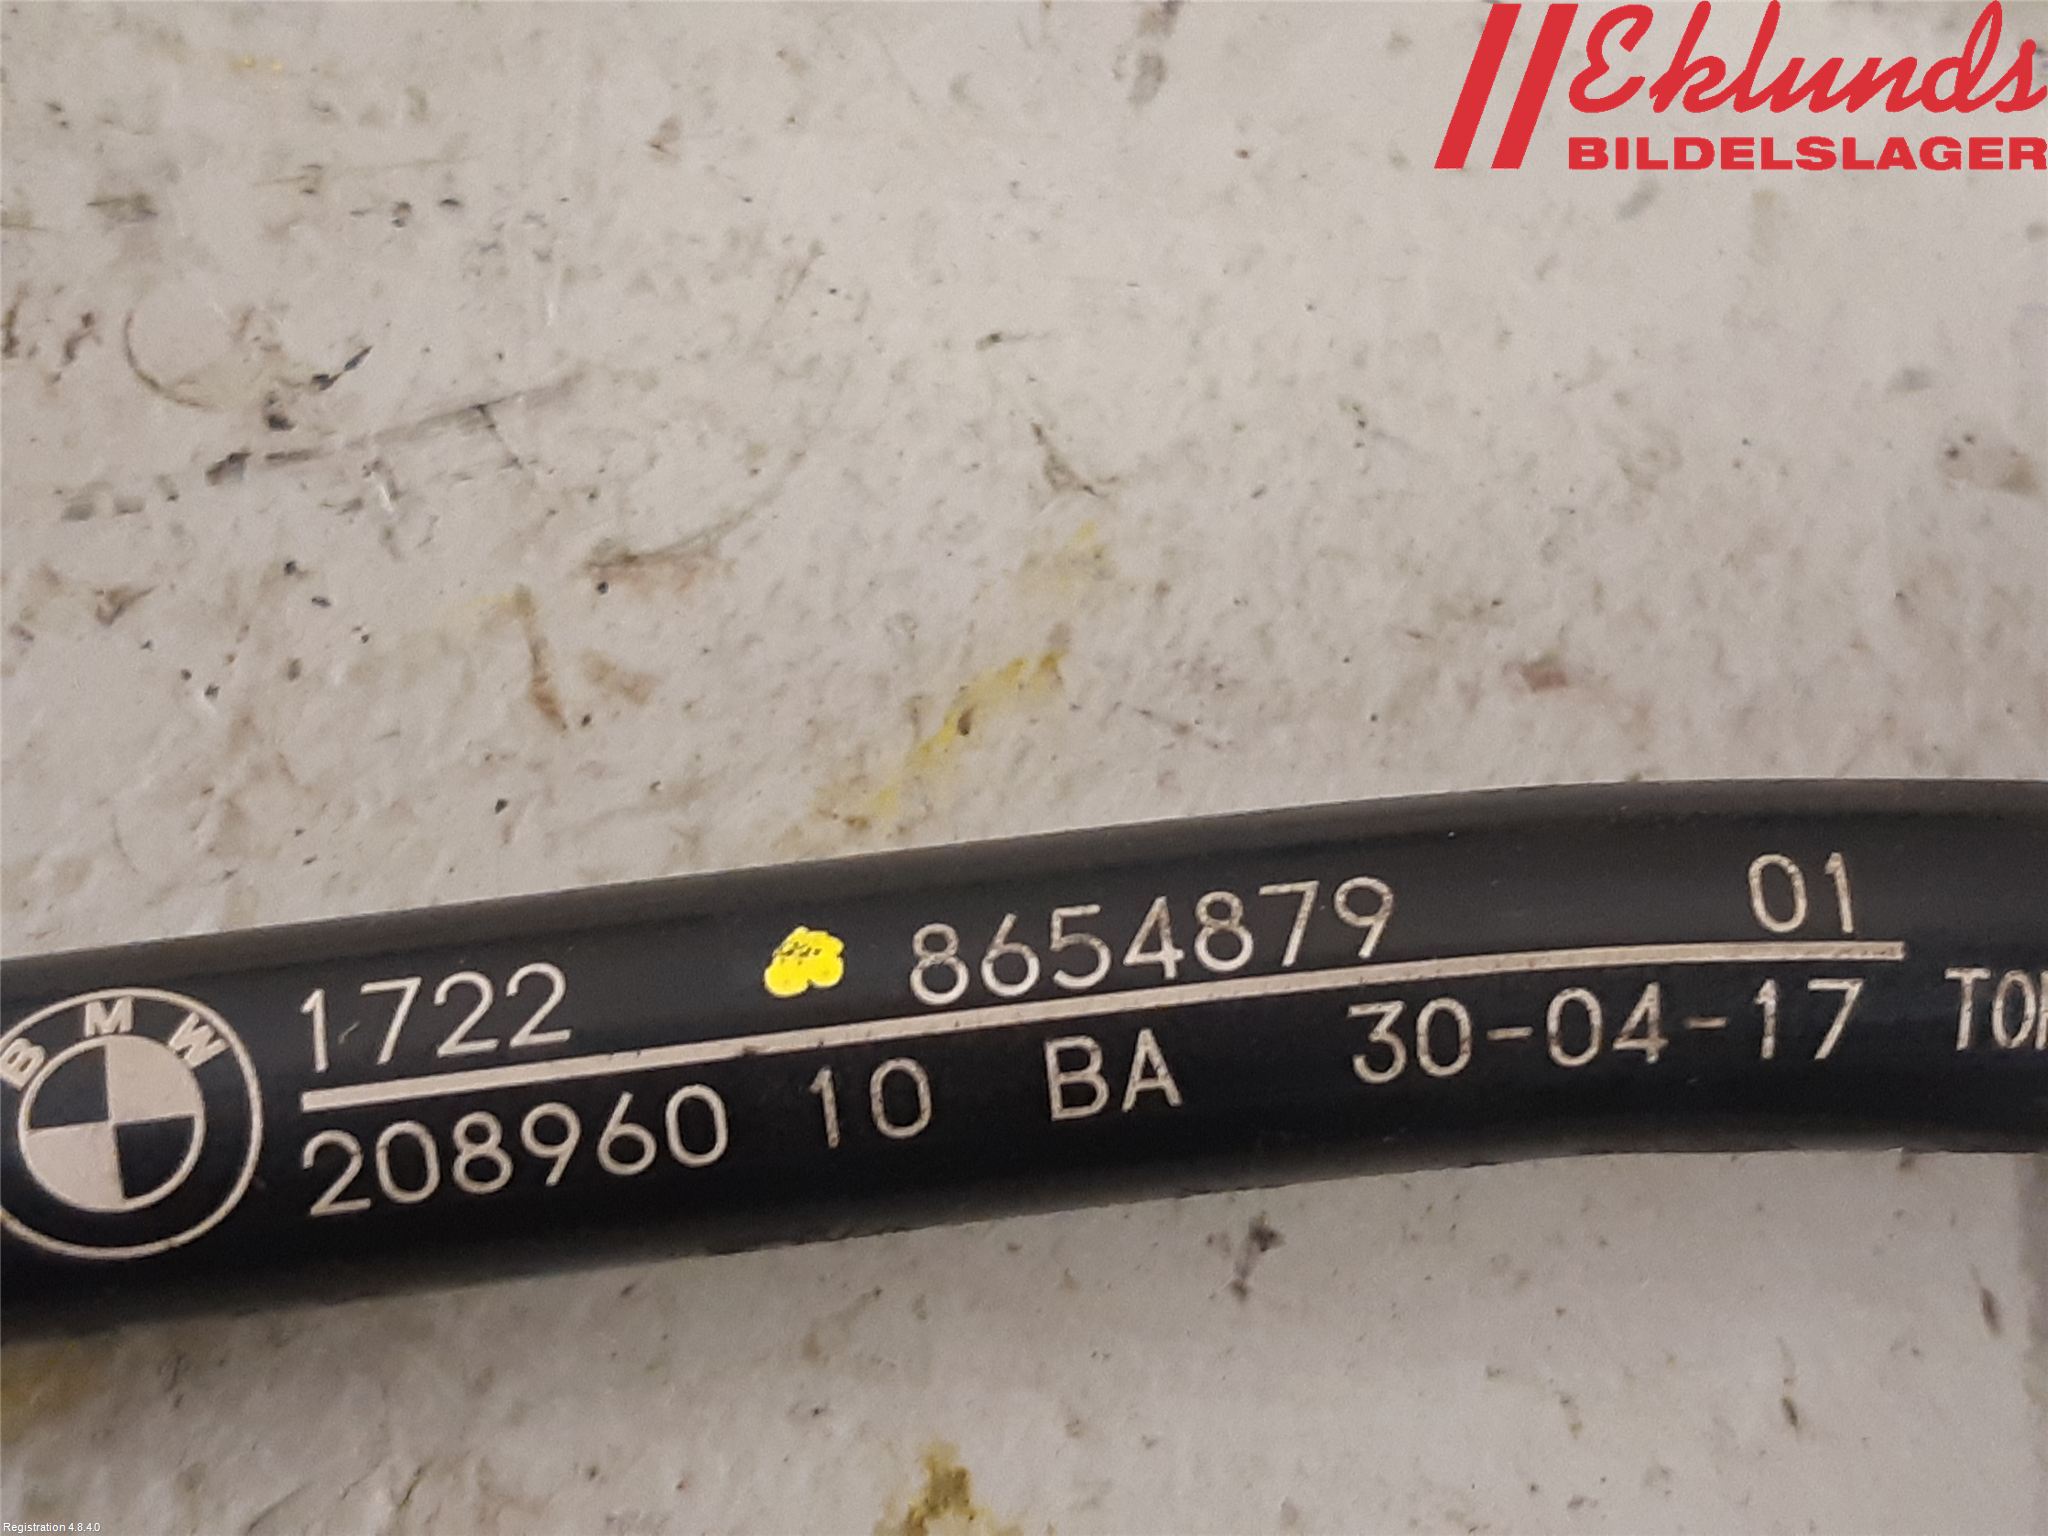 Eklunds
BILDELSLAGER
BMW
1722 8654879 01
208960 10 BA 30-04-17
Registration 4.8.4.0